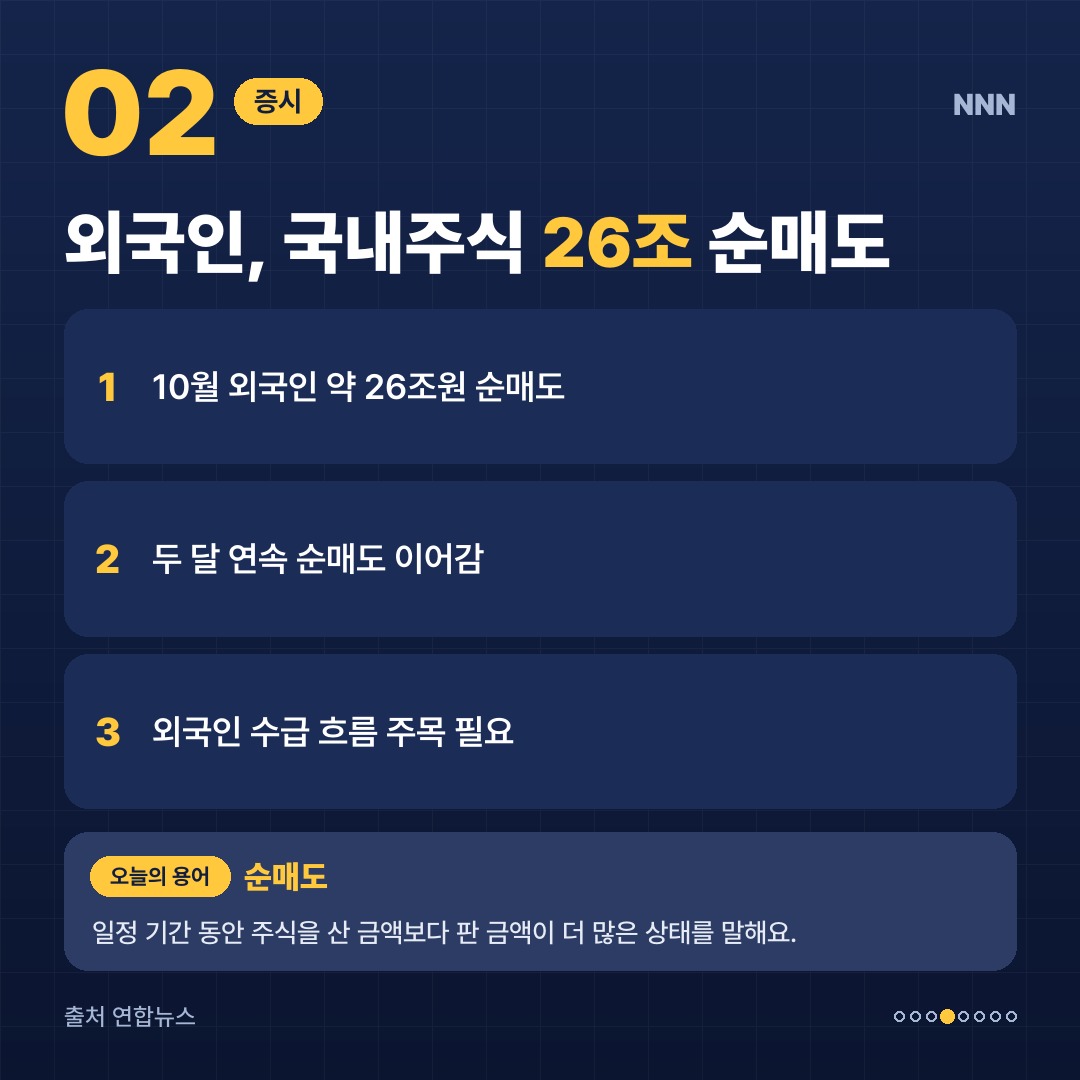 02 증시
NNN
외국인, 국내주식 26조 순매도
1 10월 외국인 약 26조원 순매도
2 두 달 연속 순매도 이어감
3 외국인 수급 흐름 주목 필요
오늘의 용어 순매도
일정 기간 동안 주식을 산 금액보다 판 금액이 더 많은 상태를 말해요.
출처 연합뉴스